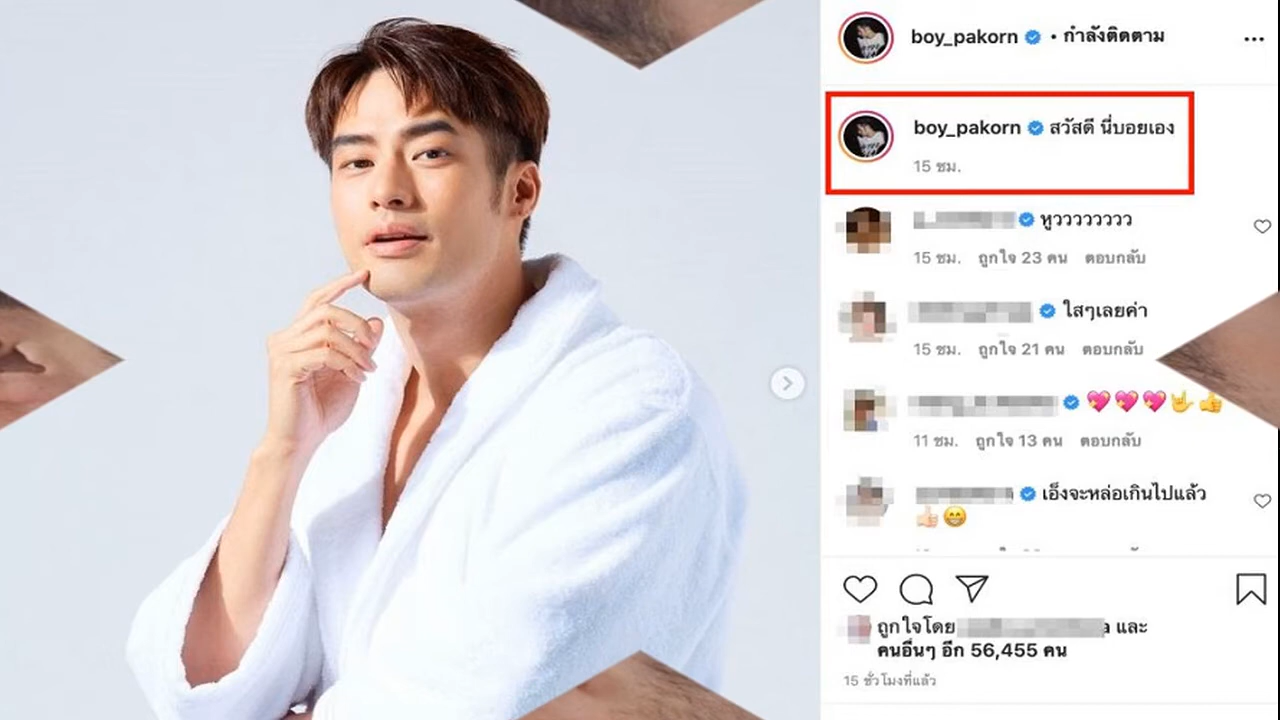 boy_pakorn • กำลังติดตาม
boy_pakorn สวัสดี นี่บอยเอง
15 ชม.
หูวววววววว
15 ชม. ถูกใจ 23 คน ตอบกลับ
ใสๆเลยค่า
15 ชม. ถูกใจ 21 คน ตอบกลับ
11 ชม. ถูกใจ 13 คน ตอบกลับ
เอ็งจะหล่อเกินไปแล้ว
ถูกใจโดย a และ
คนอื่นๆ อีก 56,455 คน
15 ชั่วโมงที่แล้ว